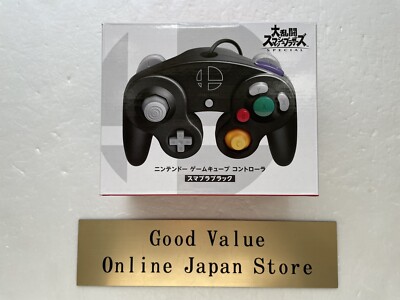 大乱闘
スマッシュブラザーズ
SPECIAL
ニンテンドー ゲームキューブ コントローラ
スマブラブラック
Good Value
Online Japan Store